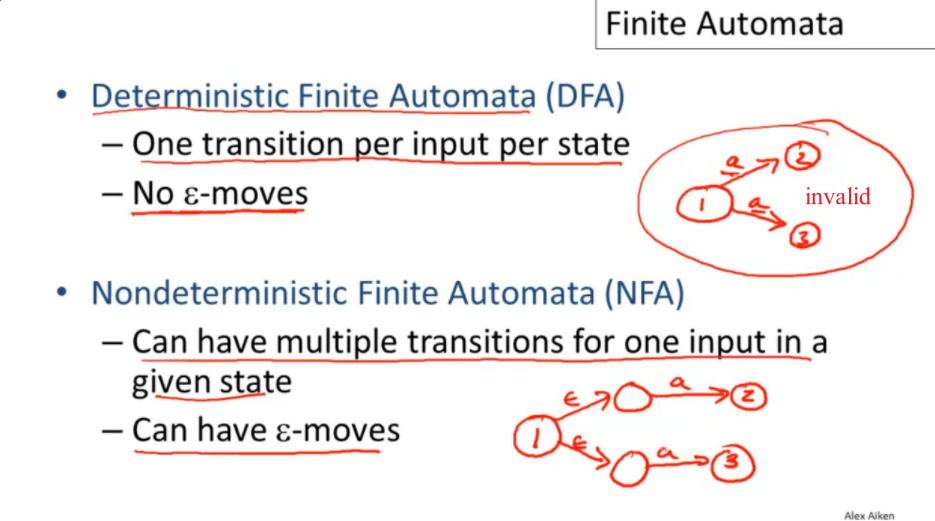 Finite Automata
• Deterministic Finite Automata (DFA)
– One transition per input per state
– No ε-moves
a
2
1
invalid
a
3
• Nondeterministic Finite Automata (NFA)
– Can have multiple transitions for one input in a
given state
– Can have ε-moves
ε
a
2
1
ε
a
3
Alex Aiken